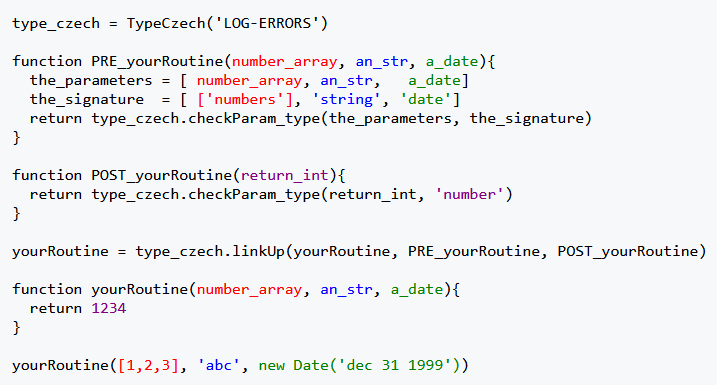 type_czech = TypeCzech('LOG-ERRORS')
function PRE_yourRoutine(number_array, an_str, a_date){
  the_parameters = [ number_array, an_str,   a_date]
  the_signature  = [ ['numbers'], 'string', 'date']
  return type_czech.checkParam_type(the_parameters, the_signature)
}
function POST_yourRoutine(return_int){
  return type_czech.checkParam_type(return_int, 'number')
}
yourRoutine = type_czech.linkUp(yourRoutine, PRE_yourRoutine, POST_yourRoutine)
function yourRoutine(number_array, an_str, a_date){
  return 1234
}
yourRoutine([1,2,3], 'abc', new Date('dec 31 1999'))